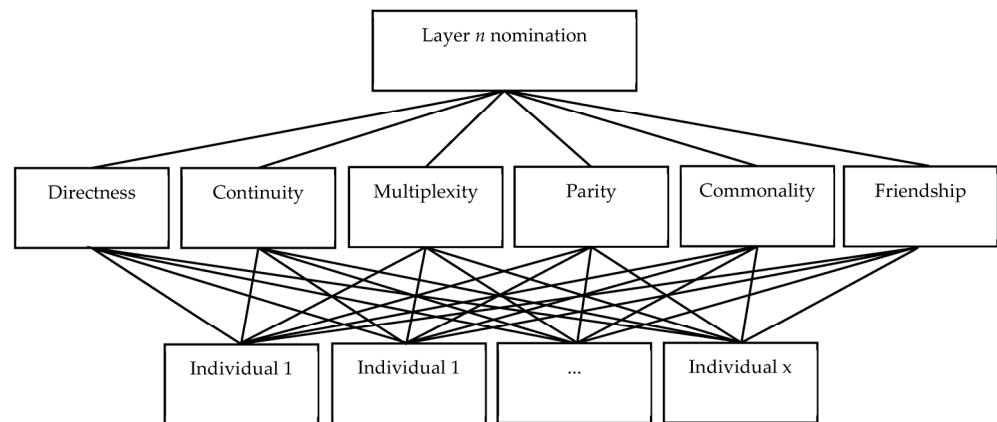 Layer n nomination
Directness
Continuity
Multiplexity
Parity
Commonality
Friendship
Individual 1
Individual 1
...
Individual x